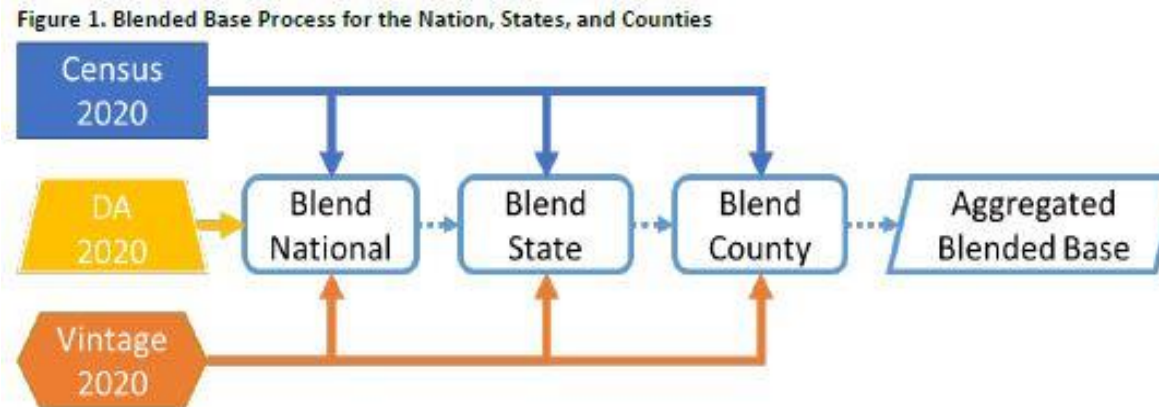 Figure 1. Blended Base Process for the Nation, States, and Counties
Census
2020
DA
2020
Blend
National
Blend
State
Blend
County
Aggregated
Blended Base
Vintage
2020